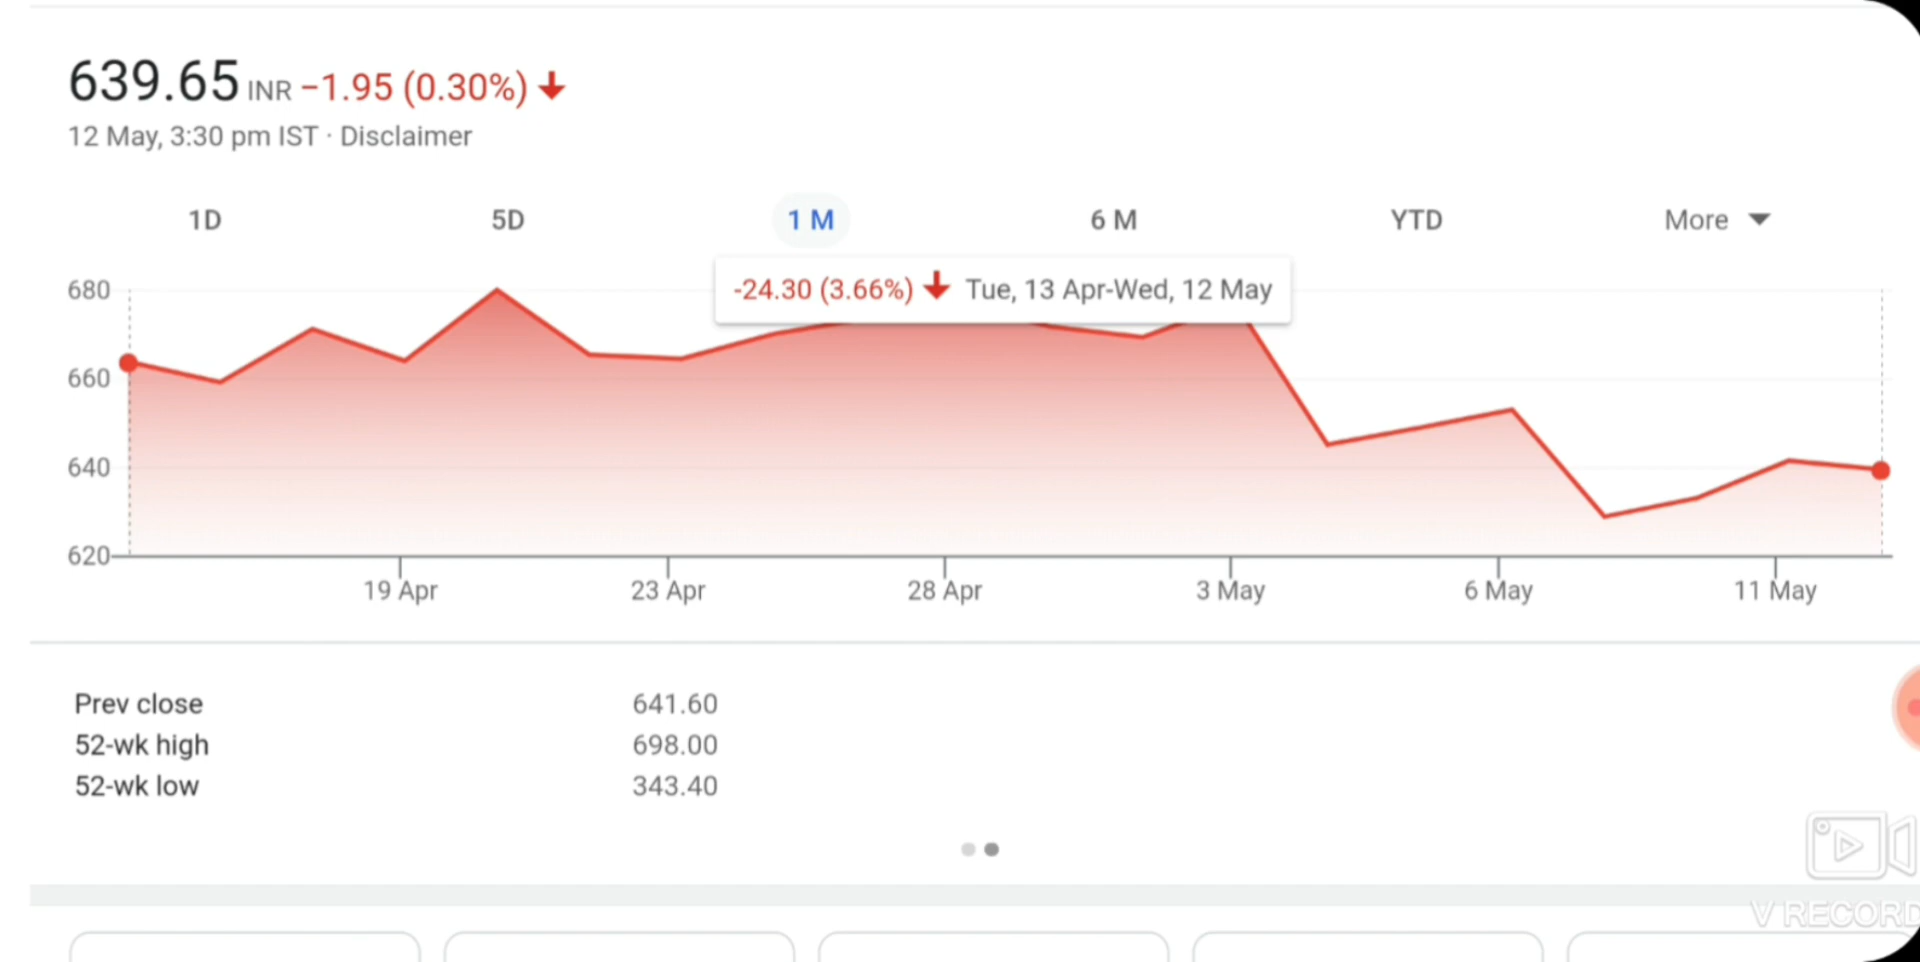 639.65 INR −1.95 (0.30%)
12 May, 3:30 pm IST · Disclaimer
1D 5D 1 M 6 M YTD More
-24.30 (3.66%) Tue, 13 Apr-Wed, 12 May
680
660
640
620
19 Apr 23 Apr 28 Apr 3 May 6 May 11 May
Prev close 641.60
52-wk high 698.00
52-wk low 343.40
V RECORD